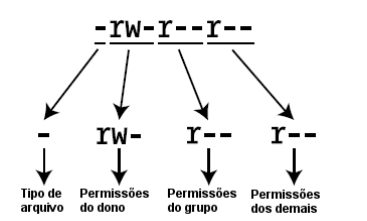 -rw-r--r--
- rw- r-- r--
Tipo de arquivo
Permissões do dono
Permissões do grupo
Permissões dos demais